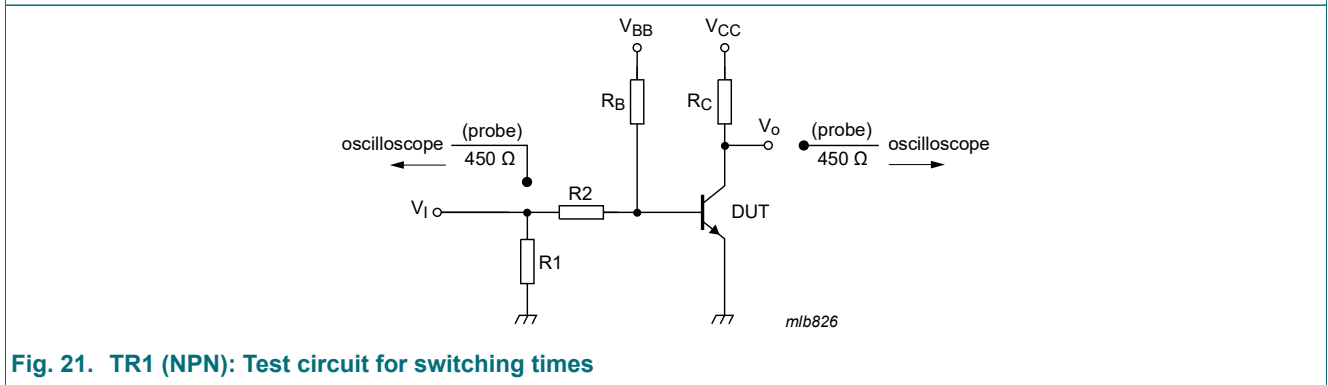 VBB
VCC
RB
RC
oscilloscope
(probe)
450 Ω
Vo
(probe)
450 Ω
oscilloscope
VI
R2
DUT
R1
mlb826
Fig. 21. TR1 (NPN): Test circuit for switching times